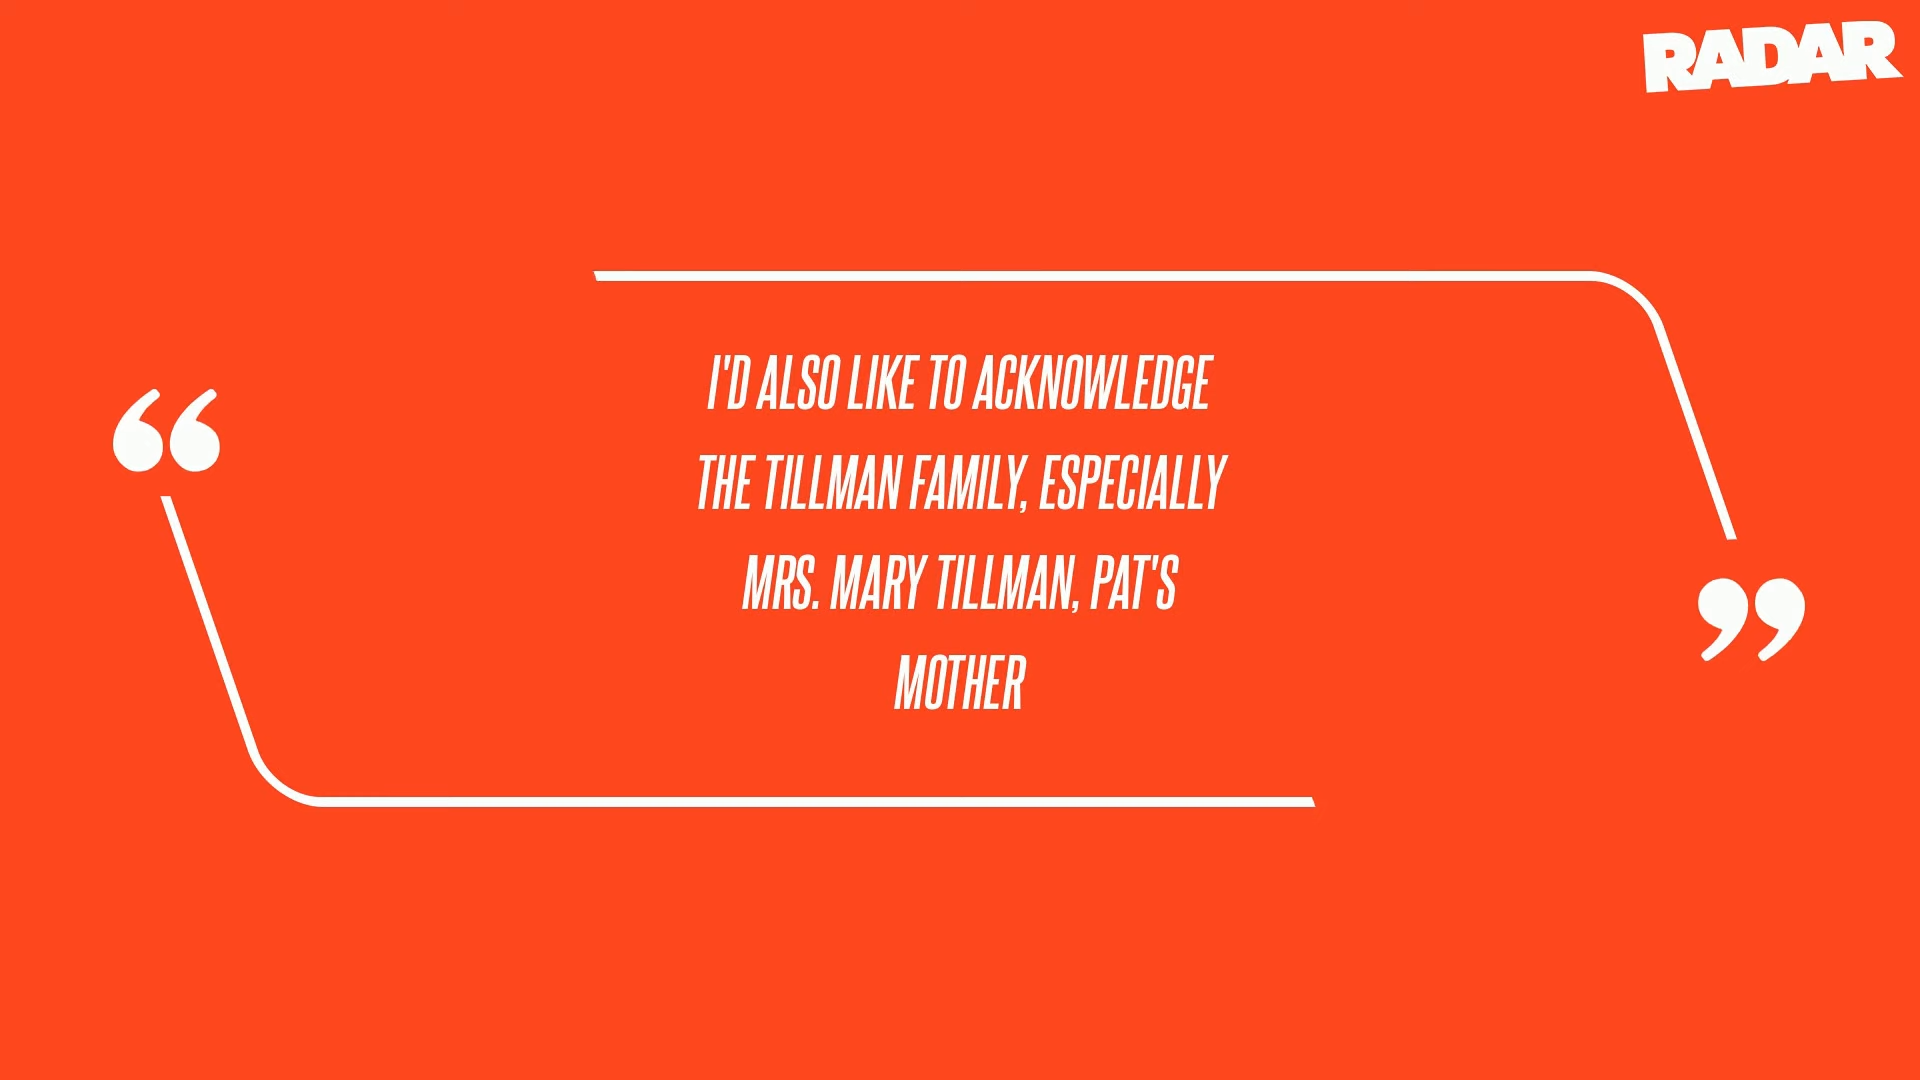 RADAR
“
I'D ALSO LIKE TO ACKNOWLEDGE
THE TILLMAN FAMILY, ESPECIALLY
MRS. MARY TILLMAN, PAT'S
MOTHER
”